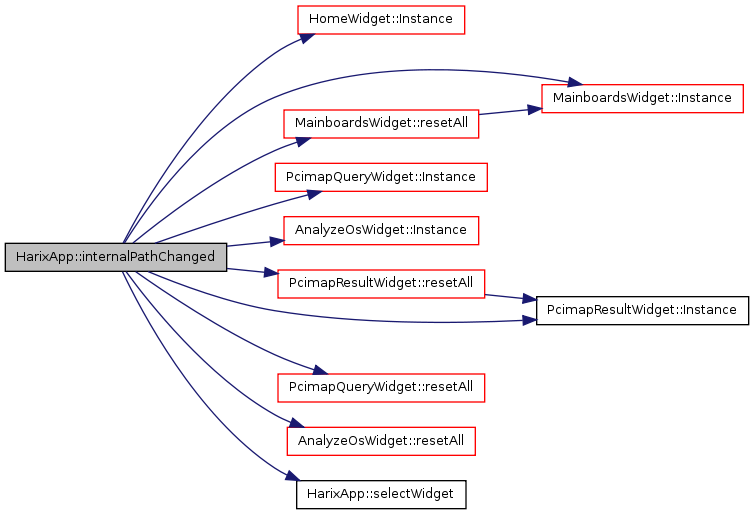 HomeWidget::Instance
MainboardsWidget::Instance
MainboardsWidget::resetAll
PcimapQueryWidget::Instance
AnalyzeOsWidget::Instance
HarixApp::internalPathChanged
PcimapResultWidget::resetAll
PcimapResultWidget::Instance
PcimapQueryWidget::resetAll
AnalyzeOsWidget::resetAll
HarixApp::selectWidget